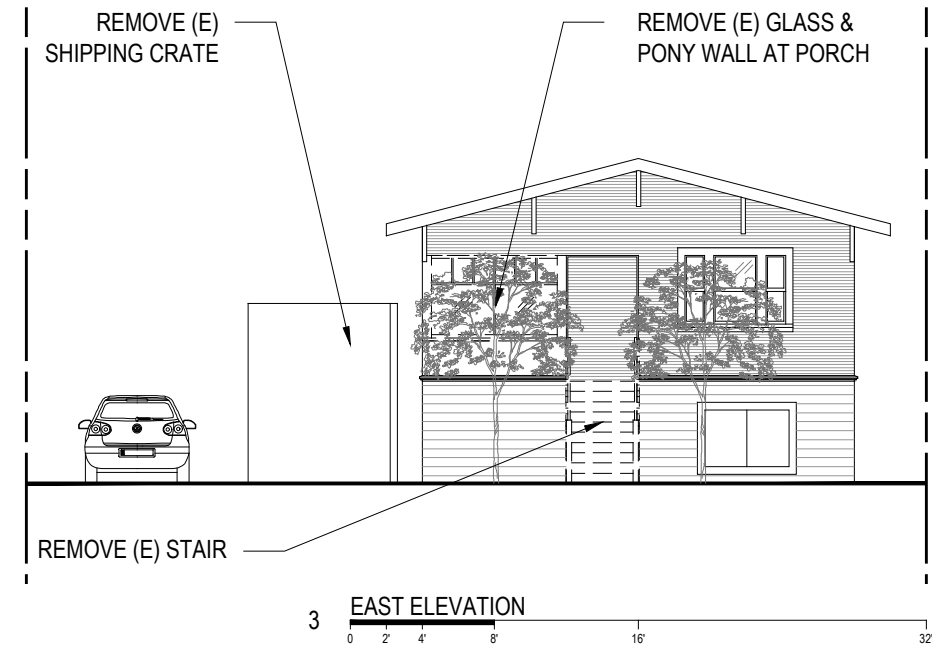 REMOVE (E)
SHIPPING CRATE
REMOVE (E) GLASS &
PONY WALL AT PORCH
REMOVE (E) STAIR
3 EAST ELEVATION
0 2' 4' 8' 16' 32'